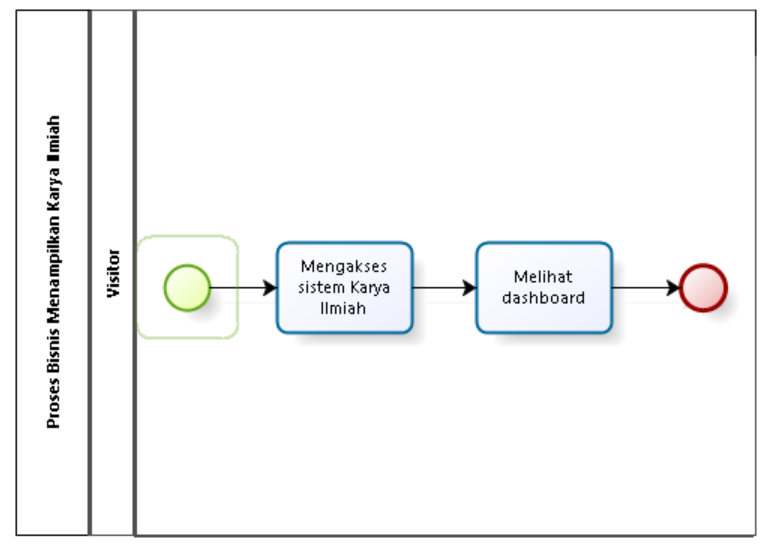 Proses Bisnis Menampilkan Karya Ilmiah
Visitor
Mengakses
sistem Karya
Ilmiah
Melihat
dashboard